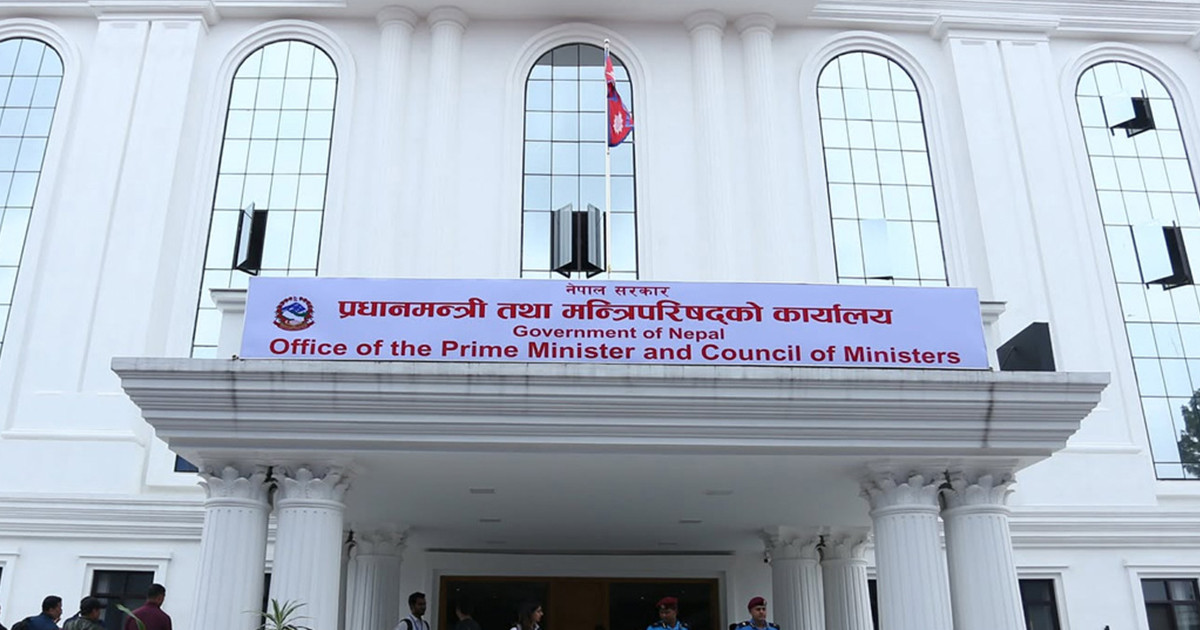 नेपाल सरकार
प्रधानमन्त्री तथा मन्त्रिपरिषद्को कार्यालय
Government of Nepal
Office of the Prime Minister and Council of Ministers